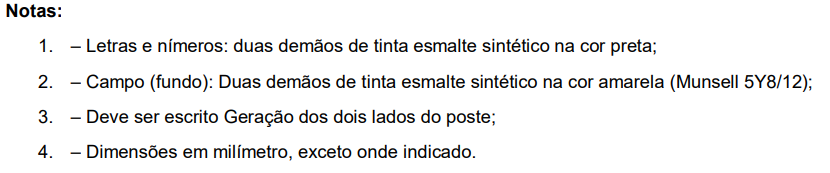 Notas:
1. – Letras e nímeros: duas demãos de tinta esmalte sintético na cor preta;
2. – Campo (fundo): Duas demãos de tinta esmalte sintético na cor amarela (Munsell 5Y8/12);
3. – Deve ser escrito Geração dos dois lados do poste;
4. – Dimensões em milímetro, exceto onde indicado.